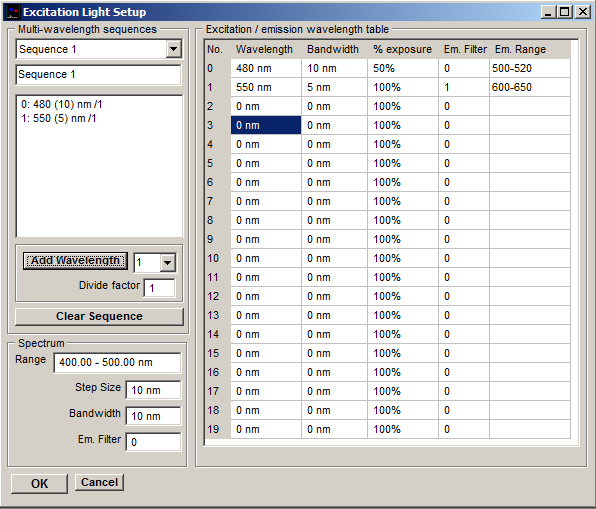 Excitation Light Setup
Multi-wavelength sequences
Sequence 1
Sequence 1
0: 480 (10) nm /1
1: 550 (5) nm /1
Add Wavelength 1
Divide factor 1
Clear Sequence
Spectrum
Range 400.00 - 500.00 nm
Step Size 10 nm
Bandwidth 10 nm
Em. Filter 0
OK Cancel
Excitation / emission wavelength table
No. Wavelength Bandwidth % exposure Em. Filter Em. Range
0 480 nm 10 nm 50% 0 500-520
1 550 nm 5 nm 100% 1 600-650
2 0 nm 0 nm 100% 0
3 0 nm 0 nm 100% 0
4 0 nm 0 nm 100% 0
5 0 nm 0 nm 100% 0
6 0 nm 0 nm 100% 0
7 0 nm 0 nm 100% 0
8 0 nm 0 nm 100% 0
9 0 nm 0 nm 100% 0
10 0 nm 0 nm 100% 0
11 0 nm 0 nm 100% 0
12 0 nm 0 nm 100% 0
13 0 nm 0 nm 100% 0
14 0 nm 0 nm 100% 0
15 0 nm 0 nm 100% 0
16 0 nm 0 nm 100% 0
17 0 nm 0 nm 100% 0
18 0 nm 0 nm 100% 0
19 0 nm 0 nm 100% 0